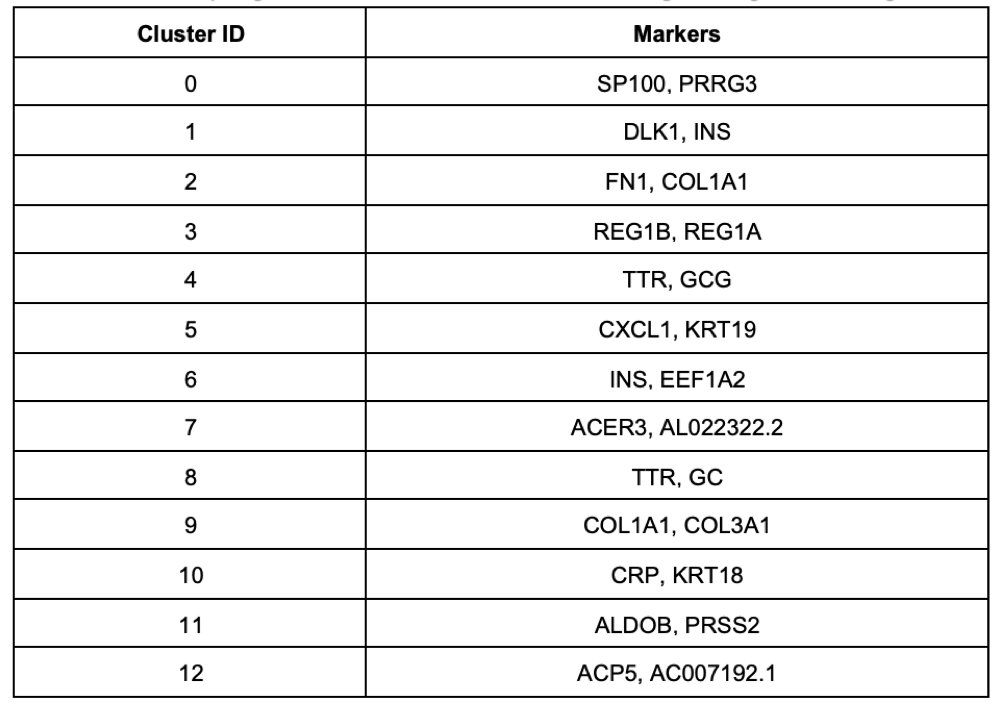 Cluster ID Markers
0 SP100, PRRG3
1 DLK1, INS
2 FN1, COL1A1
3 REG1B, REG1A
4 TTR, GCG
5 CXCL1, KRT19
6 INS, EEF1A2
7 ACER3, AL022322.2
8 TTR, GC
9 COL1A1, COL3A1
10 CRP, KRT18
11 ALDOB, PRSS2
12 ACP5, AC007192.1